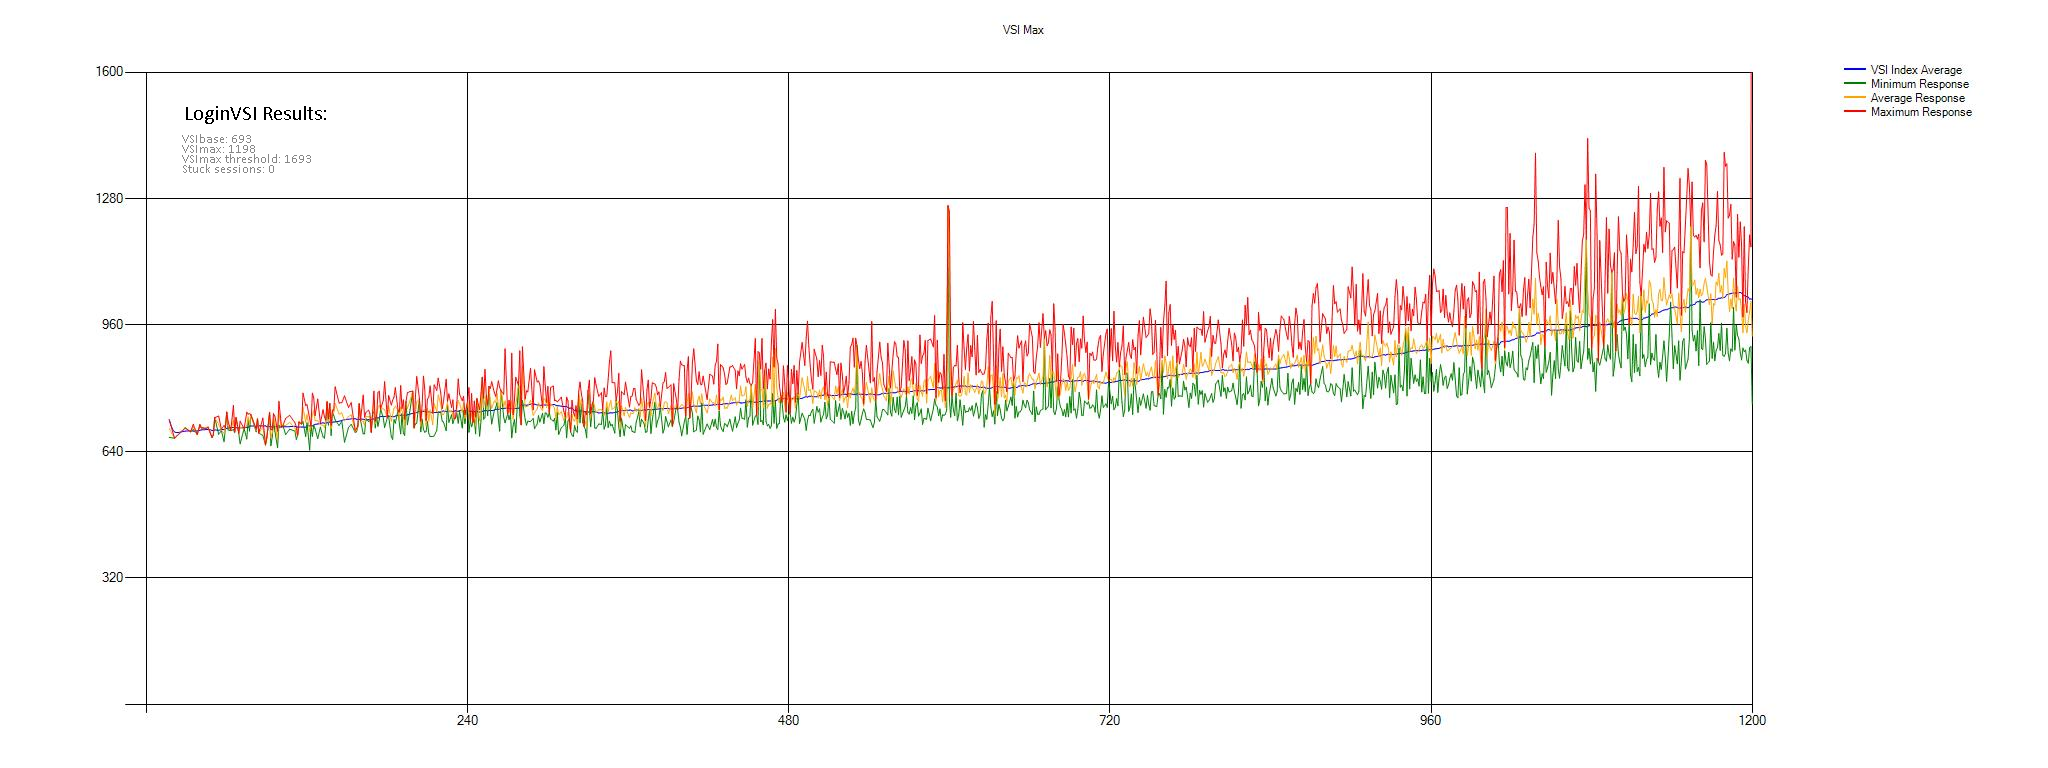 VSI Max
1600
1280
960
640
320
240
480
720
960
1200
LoginVSI Results:
VSIbase: 693
VSImax: 1198
VSImax threshold: 1693
Stuck sessions: 0
VSI Index Average
Minimum Response
Average Response
Maximum Response